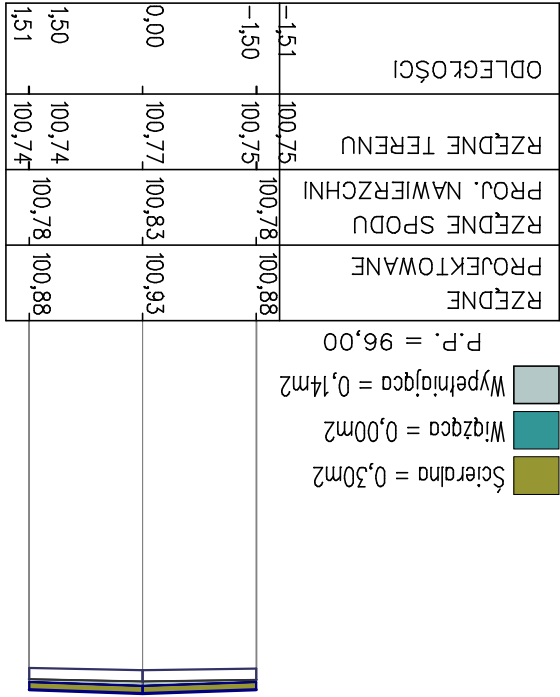 Ścieralna = 0,30m2
Wiążąca = 0,00m2
Wypełniająca = 0,14m2
P.P. = 96,00
RZĘDNE
PROJEKTOWANE
100,88
100,93
100,88
RZĘDNE SPODU
PROJ. NAWIERZCHNI
100,78
100,83
100,78
RZĘDNE TERENU
100,75
100,75
100,77
100,74
100,74
ODLEGŁOŚCI
-1,51
-1,50
0,00
1,50
1,51